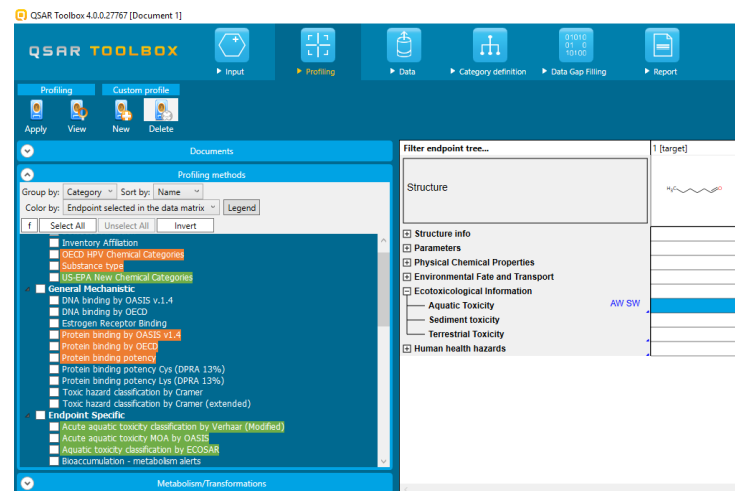 QSAR Toolbox 4.0.0.27767 [Document 1]
QSAR TOOLBOX
01010
01 0
10100
Input
Profiling
Data
Category definition
Data Gap Filling
Report
Profiling
Custom profile
Apply
View
New
Delete
Documents
Profiling methods
Group by: Category Sort by: Name
Color by: Endpoint selected in the data matrix Legend
f Select All Unselect All Invert
Inventory Affiliation
OECD HPV Chemical Categories
Substance type
US-EPA New Chemical Categories
General Mechanistic
DNA binding by OASIS v.1.4
DNA binding by OECD
Estrogen Receptor Binding
Protein binding by OASIS v1.4
Protein binding by OECD
Protein binding potency
Protein binding potency Cys (DPRA 13%)
Protein binding potency Lys (DPRA 13%)
Toxic hazard classification by Cramer
Toxic hazard classification by Cramer (extended)
Endpoint Specific
Acute aquatic toxicity classification by Verhaar (Modified)
Acute aquatic toxicity MOA by OASIS
Aquatic toxicity classification by ECOSAR
Bioaccumulation - metabolism alerts
Metabolism/Transformations
Filter endpoint tree...
1 [target]
Structure
H₃C
O
Structure info
Parameters
Physical Chemical Properties
Environmental Fate and Transport
Ecotoxicological Information
Aquatic Toxicity AW SW
Sediment toxicity
Terrestrial Toxicity
Human health hazards